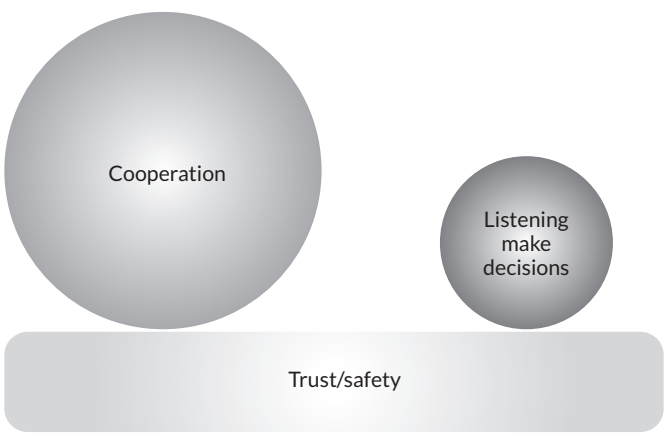 Cooperation
Listening
make
decisions
Trust/safety